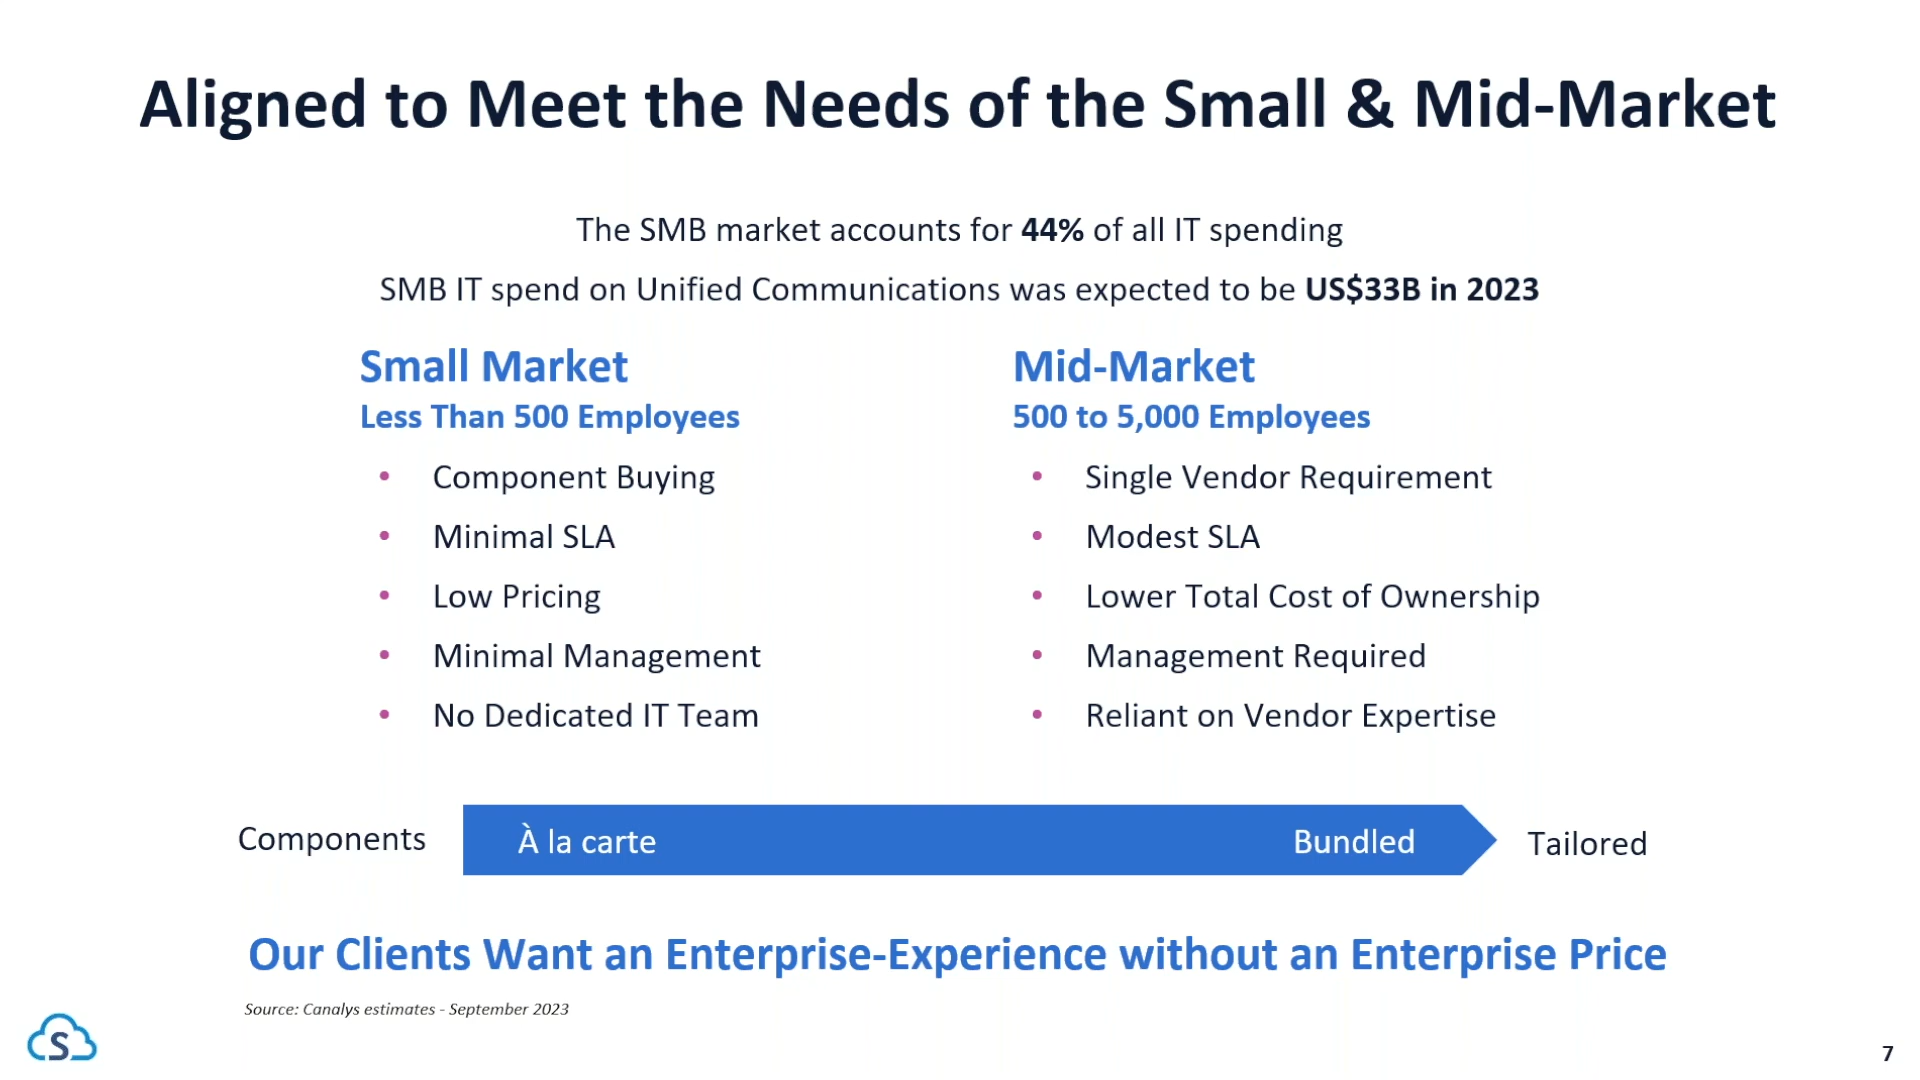 Aligned to Meet the Needs of the Small & Mid-Market
The SMB market accounts for 44% of all IT spending
SMB IT spend on Unified Communications was expected to be US$33B in 2023
Small Market
Less Than 500 Employees
• Component Buying
• Minimal SLA
• Low Pricing
• Minimal Management
• No Dedicated IT Team
Mid-Market
500 to 5,000 Employees
• Single Vendor Requirement
• Modest SLA
• Lower Total Cost of Ownership
• Management Required
• Reliant on Vendor Expertise
Components À la carte Bundled Tailored
Our Clients Want an Enterprise-Experience without an Enterprise Price
Source: Canalys estimates - September 2023
S
7